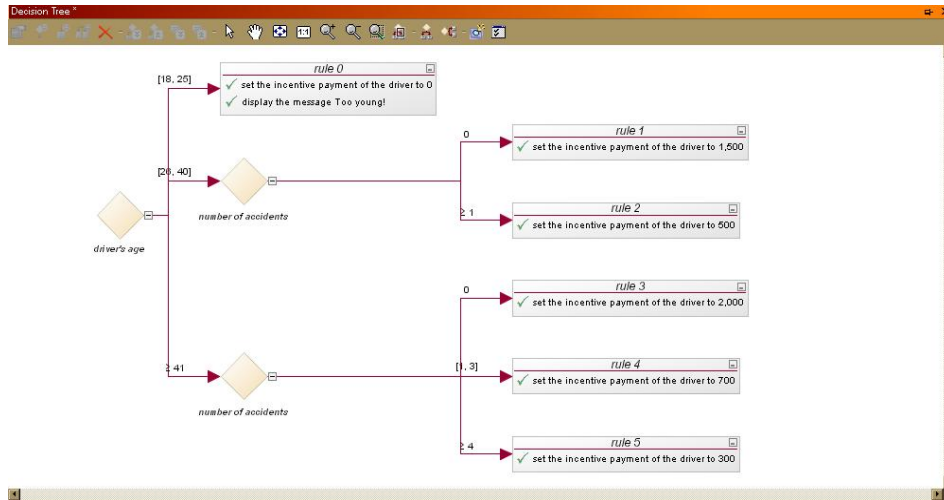 Decision Tree *
1:1
[18, 25]
rule 0
set the incentive payment of the driver to 0
display the message Too young!
[26, 40]
number of accidents
0
rule 1
set the incentive payment of the driver to 1,500
≥ 1
rule 2
set the incentive payment of the driver to 500
driver's age
≥ 41
number of accidents
0
rule 3
set the incentive payment of the driver to 2,000
[1, 3]
rule 4
set the incentive payment of the driver to 700
≥ 4
rule 5
set the incentive payment of the driver to 300